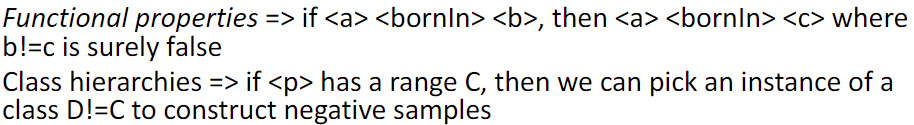 Functional properties => if <a> <bornIn> <b>, then <a> <bornIn> <c> where
b!=c is surely false
Class hierarchies => if <p> has a range C, then we can pick an instance of a
class D!=C to construct negative samples